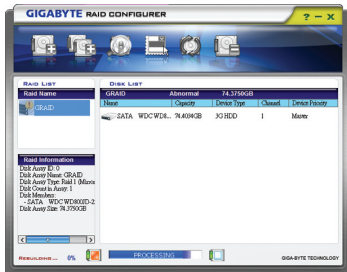 GIGABYTE RAID CONFIGURER
? - X
RAID LIST
Raid Name
GRAID
DISK LIST
GRAID Abnormal 74.3750GB
Name Capacity Device Type Channel Device Priority
SATA WDCWD8... 74.4034GB 3G HDD 1 Master
Raid Information
Disk Array ID: 0
Disk Array Name: GRAID
Disk Array Type: Raid 1 (Mirror
Disk Count in Array: 1
Disk Members:
- SATA WDC WD800JD-2
Disk Array Size: 74.3750GB
REBUILDING... 0%
PROCESSING
GIGA-BYTE TECHNOLOGY